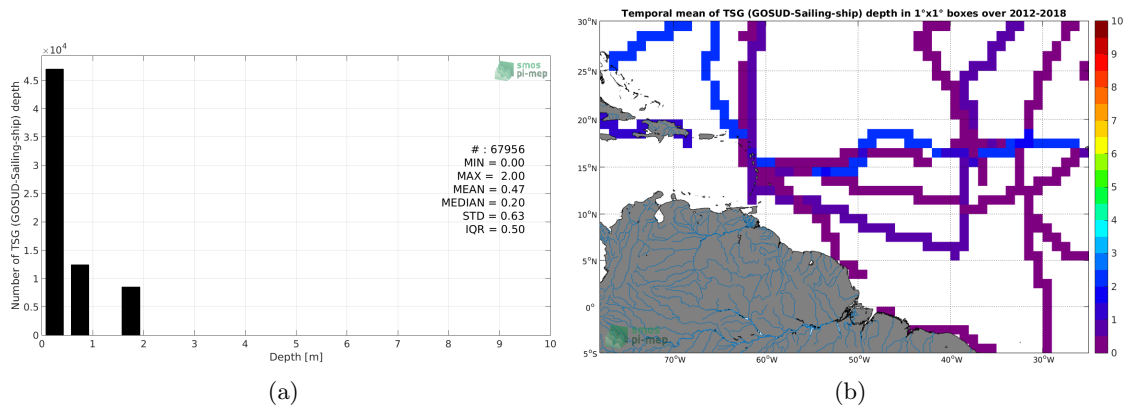 ×10⁴
4.5
4
3.5
3
2.5
2
1.5
1
0.5
0
Number of TSG (GOSUD-Sailing-ship) depth
smos
pi-mep
# : 67956
MIN = 0.00
MAX = 2.00
MEAN = 0.47
MEDIAN = 0.20
STD = 0.63
IQR = 0.50
0 1 2 3 4 5 6 7 8 9 10
Depth [m]
(a)
Temporal mean of TSG (GOSUD-Sailing-ship) depth in 1°x1° boxes over 2012-2018
30°N
25°N
20°N
15°N
10°N
5°N
0°
5°S
70°W 60°W 50°W 40°W 30°W
smos
pi-mep
10
9
8
7
6
5
4
3
2
1
0
(b)